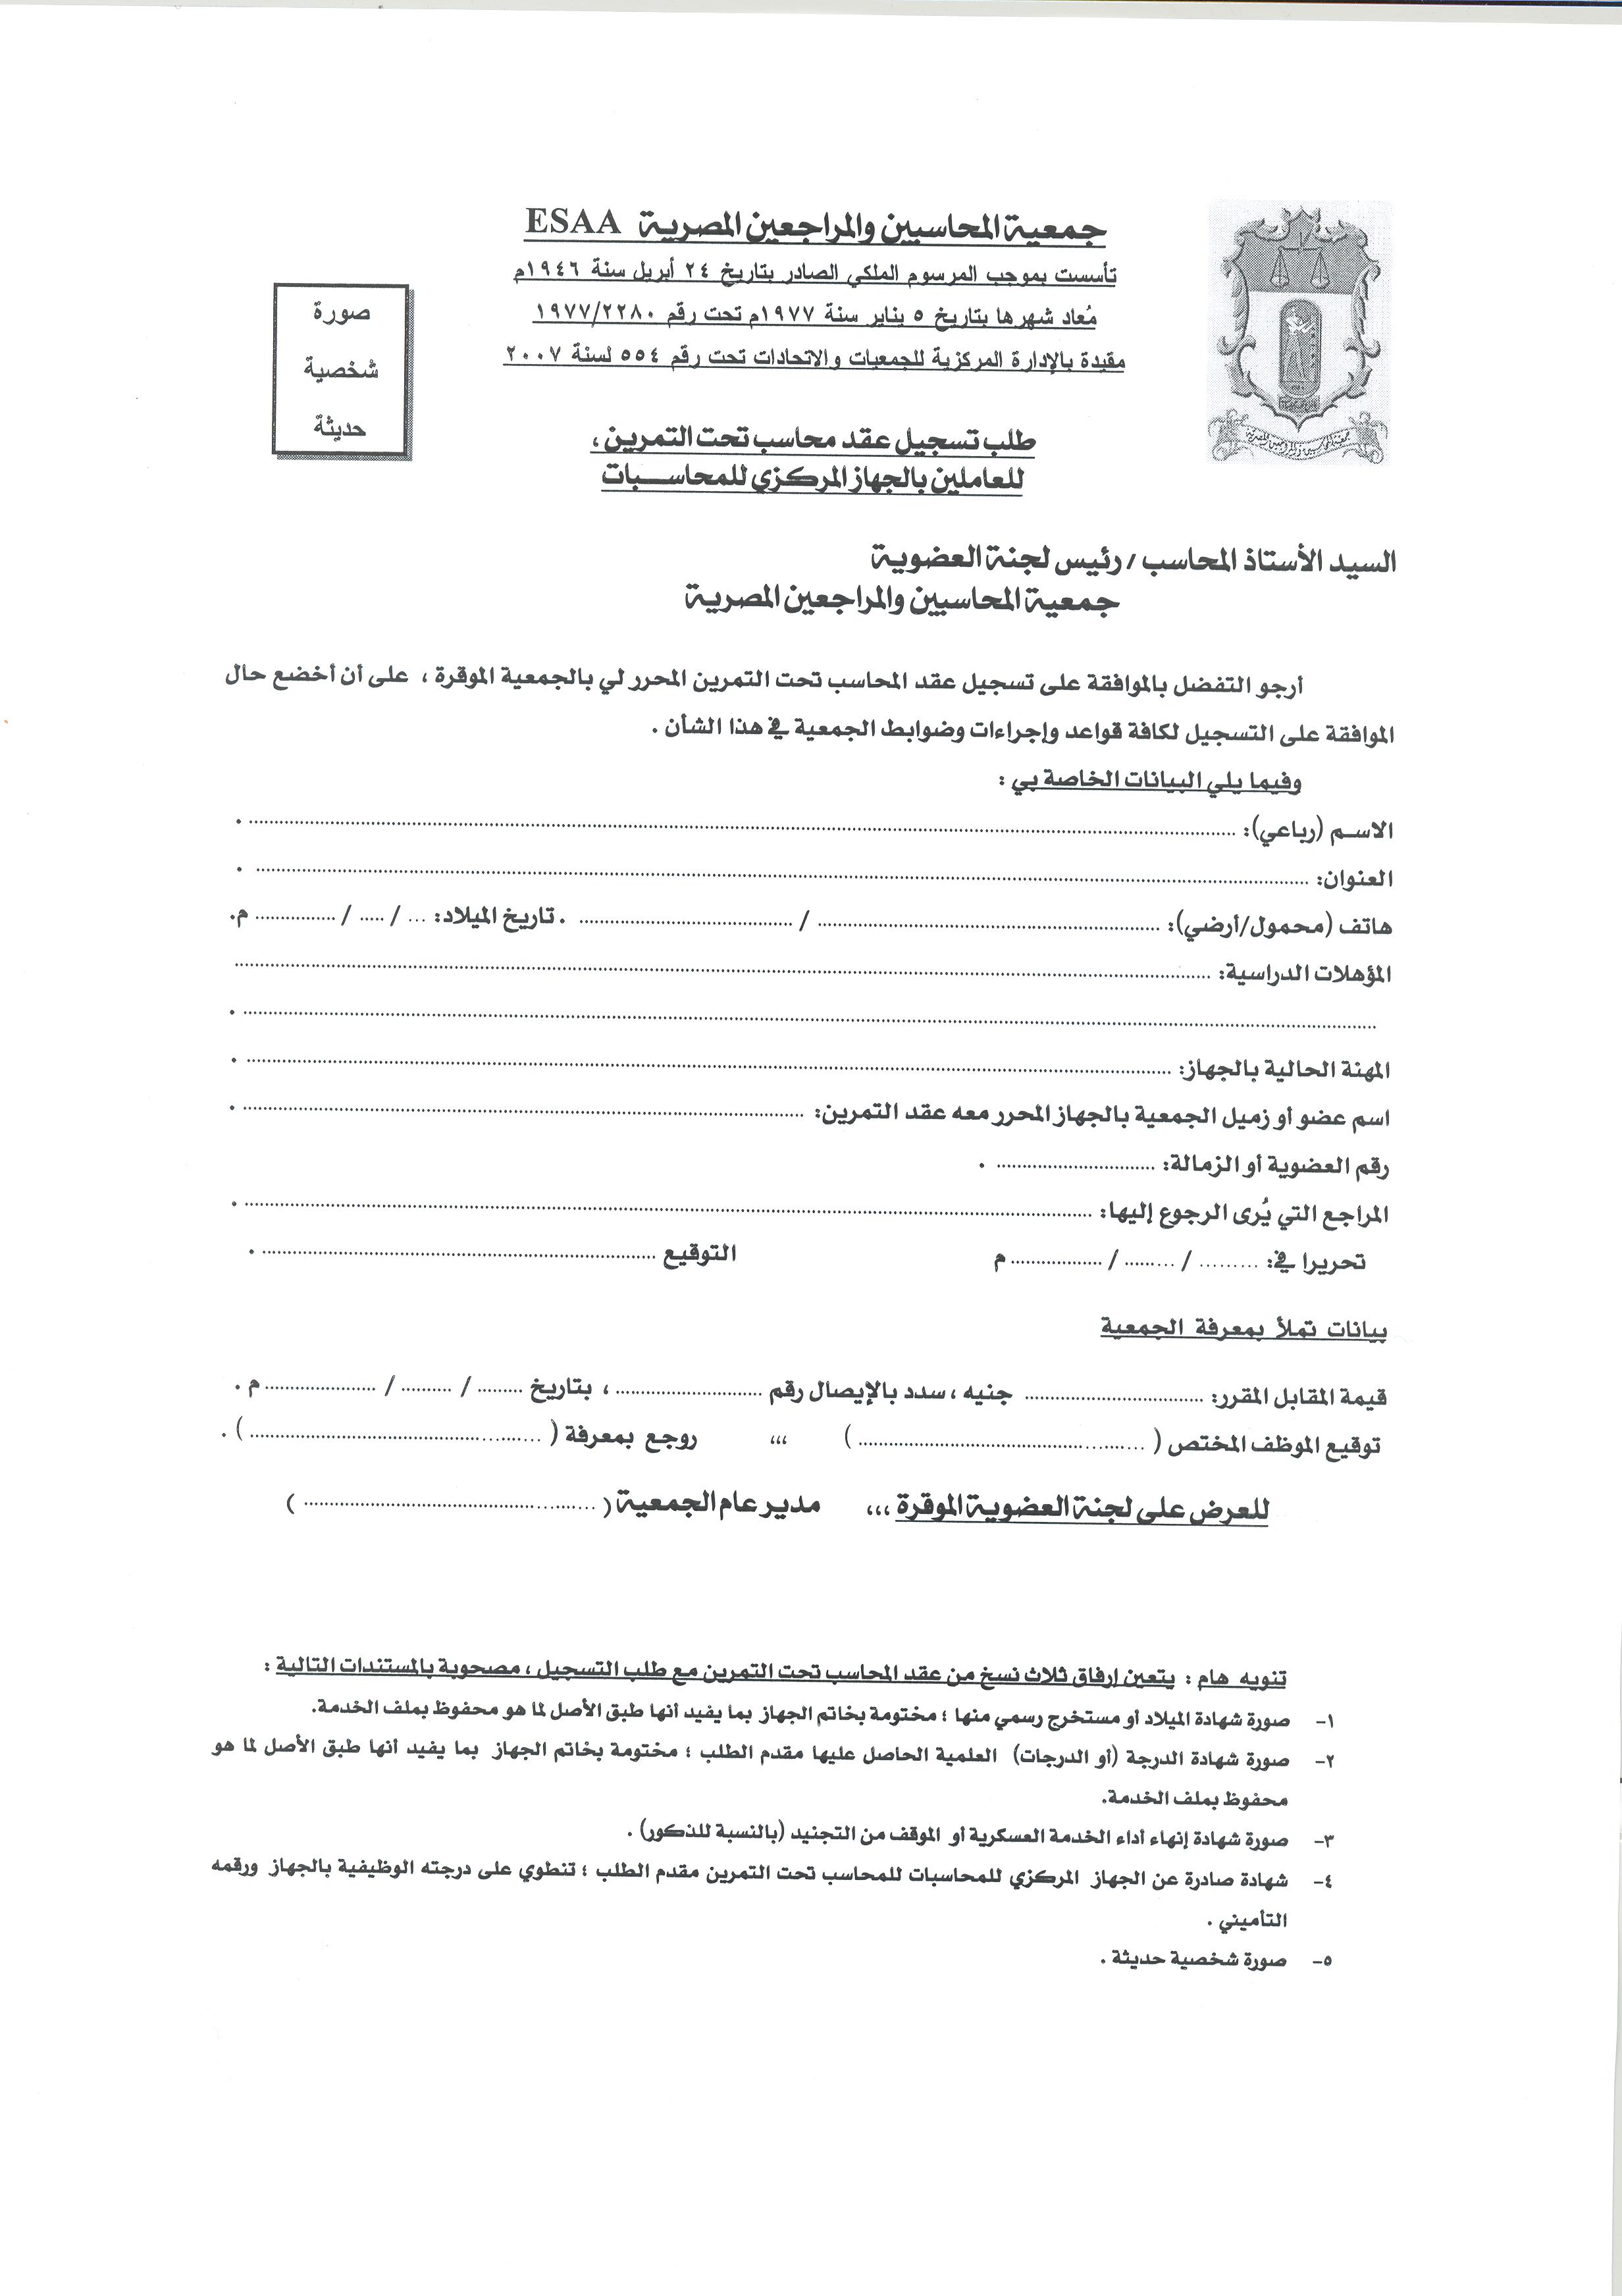 جمعية المحاسبين والمراجعين المصرية ESAA
تأسست بموجب المرسوم الملكي الصادر بتاريخ ٢٤ أبريل سنة ١٩٤٦م
مُعاد شهرها بتاريخ ٥ يناير سنة ١٩٧٧م تحت رقم ١٩٧٧/٢٢٨٠
مقيدة بالإدارة المركزية للجمعيات والاتحادات تحت رقم ٥٥٤ لسنة ٢٠٠٧
صورة
شخصية
حديثة
جمعية المحاسبين والمراجعين المصرية
طلب تسجيل عقد محاسب تحت التمرين ،
للعاملين بالجهاز المركزي للمحاســبات
السيد الأستاذ المحاسب / رئيس لجنة العضوية
جمعية المحاسبين والمراجعين المصرية
أرجو التفضل بالموافقة على تسجيل عقد المحاسب تحت التمرين المحرر لي بالجمعية الموقرة ، على أن أخضع حال
الموافقة على التسجيل لكافة قواعد وإجراءات وضوابط الجمعية في هذا الشأن .
وفيما يلي البيانات الخاصة بي :
الاسم (رباعي): .................... .
العنوان: .................... .
هاتف (محمول/أرضي): .................... / .................... . تاريخ الميلاد: ... / ..... / ............... م.
المؤهلات الدراسية: ....................
.................... .
المهنة الحالية بالجهاز: .................... .
اسم عضو أو زميل الجمعية بالجهاز المحرر معه عقد التمرين: .................... .
رقم العضوية أو الزمالة: .................... .
المراجع التي يُرى الرجوع إليها: .................... .
تحريرا في: ......... / ......... / ................. م التوقيع .................... .
بيانات تملأ بمعرفة الجمعية
قيمة المقابل المقرر: .................... جنيه ، سدد بالإيصال رقم .................... ، بتاريخ ........ / ......... / .................... م .
توقيع الموظف المختص ( .................... ) ،،، روجع بمعرفة ( .................... ) .
للعرض على لجنة العضوية الموقرة ،،، مدير عام الجمعية ( .................... )
تنويه هام : يتعين إرفاق ثلاث نسخ من عقد المحاسب تحت التمرين مع طلب التسجيل ، مصحوبة بالمستندات التالية :
١- صورة شهادة الميلاد أو مستخرج رسمي منها ؛ مختومة بخاتم الجهاز بما يفيد أنها طبق الأصل لما هو محفوظ بملف الخدمة.
٢- صورة شهادة الدرجة (أو الدرجات) العلمية الحاصل عليها مقدم الطلب ؛ مختومة بخاتم الجهاز بما يفيد أنها طبق الأصل لما هو
محفوظ بملف الخدمة.
٣- صورة شهادة إنهاء أداء الخدمة العسكرية أو الموقف من التجنيد (بالنسبة للذكور) .
٤- شهادة صادرة عن الجهاز المركزي للمحاسبات للمحاسب تحت التمرين مقدم الطلب ؛ تنطوي على درجته الوظيفية بالجهاز ورقمه
التأميني .
٥- صورة شخصية حديثة .